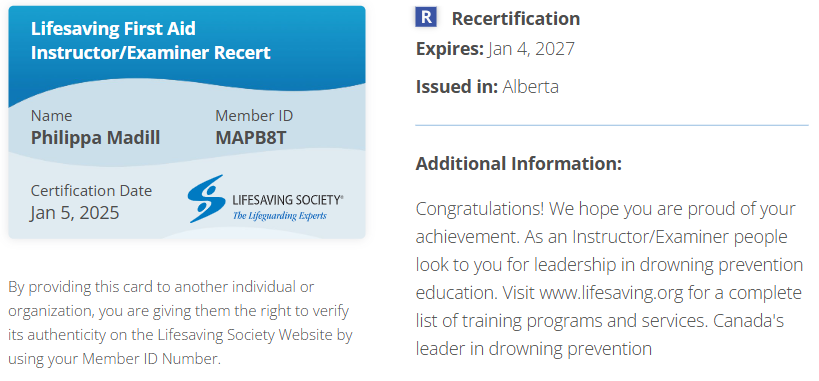 Lifesaving First Aid
Instructor/Examiner Recert
Name
Philippa Madill
Member ID
MAPB8T
Certification Date
Jan 5, 2025
LIFESAVING SOCIETY®
The Lifeguarding Experts
By providing this card to another individual or
organization, you are giving them the right to verify
its authenticity on the Lifesaving Society Website by
using your Member ID Number.
R Recertification
Expires: Jan 4, 2027
Issued in: Alberta
Additional Information:
Congratulations! We hope you are proud of your
achievement. As an Instructor/Examiner people
look to you for leadership in drowning prevention
education. Visit www.lifesaving.org for a complete
list of training programs and services. Canada's
leader in drowning prevention